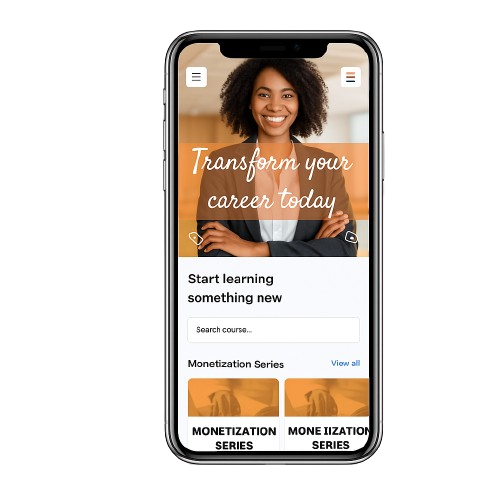 Transform your
career today
Start learning
something new
Search course...
Monetization Series
View all
MONETIZATION
SERIES
MONE IIZATION
SERIES